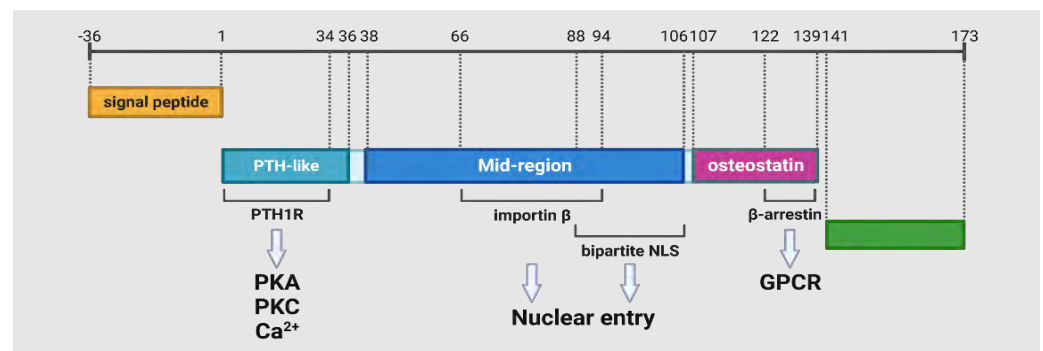 -36 1 34 36 38 66 88 94 106 107 122 139 141 173
signal peptide
PTH-like Mid-region osteostatin
PTH1R importin β β-arrestin
bipartite NLS
PKA GPCR
PKC
Nuclear entry
Ca²⁺